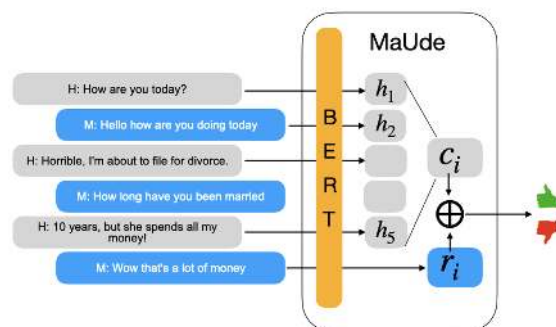 MaUde
H: How are you today?
M: Hello how are you doing today
H: Horrible, I'm about to file for divorce.
M: How long have you been married
H: 10 years, but she spends all my
money!
M: Wow that's a lot of money
B
E
R
T
h1
h2
h5
ci
ri